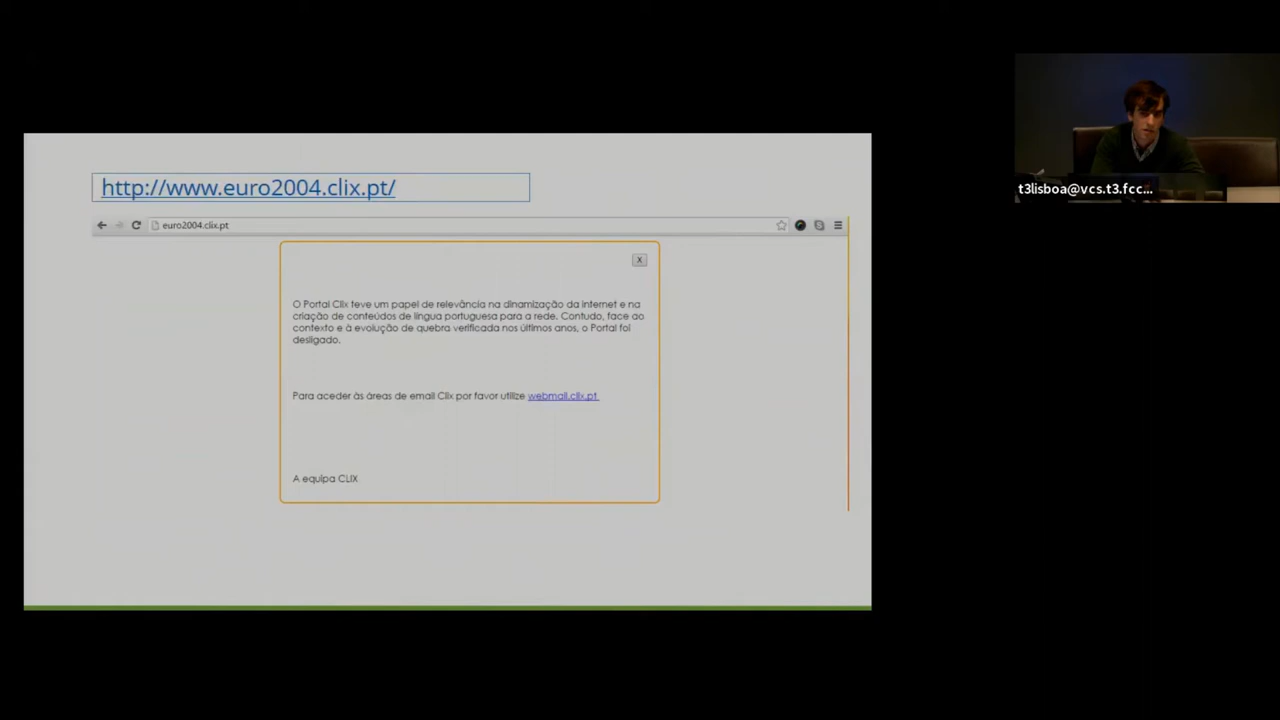 http://www.euro2004.clix.pt/
euro2004.clix.pt
X
O Portal Clix teve um papel de relevância na dinamização da internet e na
criação de conteúdos de língua portuguesa para a rede. Contudo, face ao
contexto e à evolução de quebra verificada nos últimos anos, o Portal foi
desligado.
Para aceder às áreas de email Clix por favor utilize webmail.clix.pt
A equipa CLIX
t3lisboa@vcs.t3.fcc...